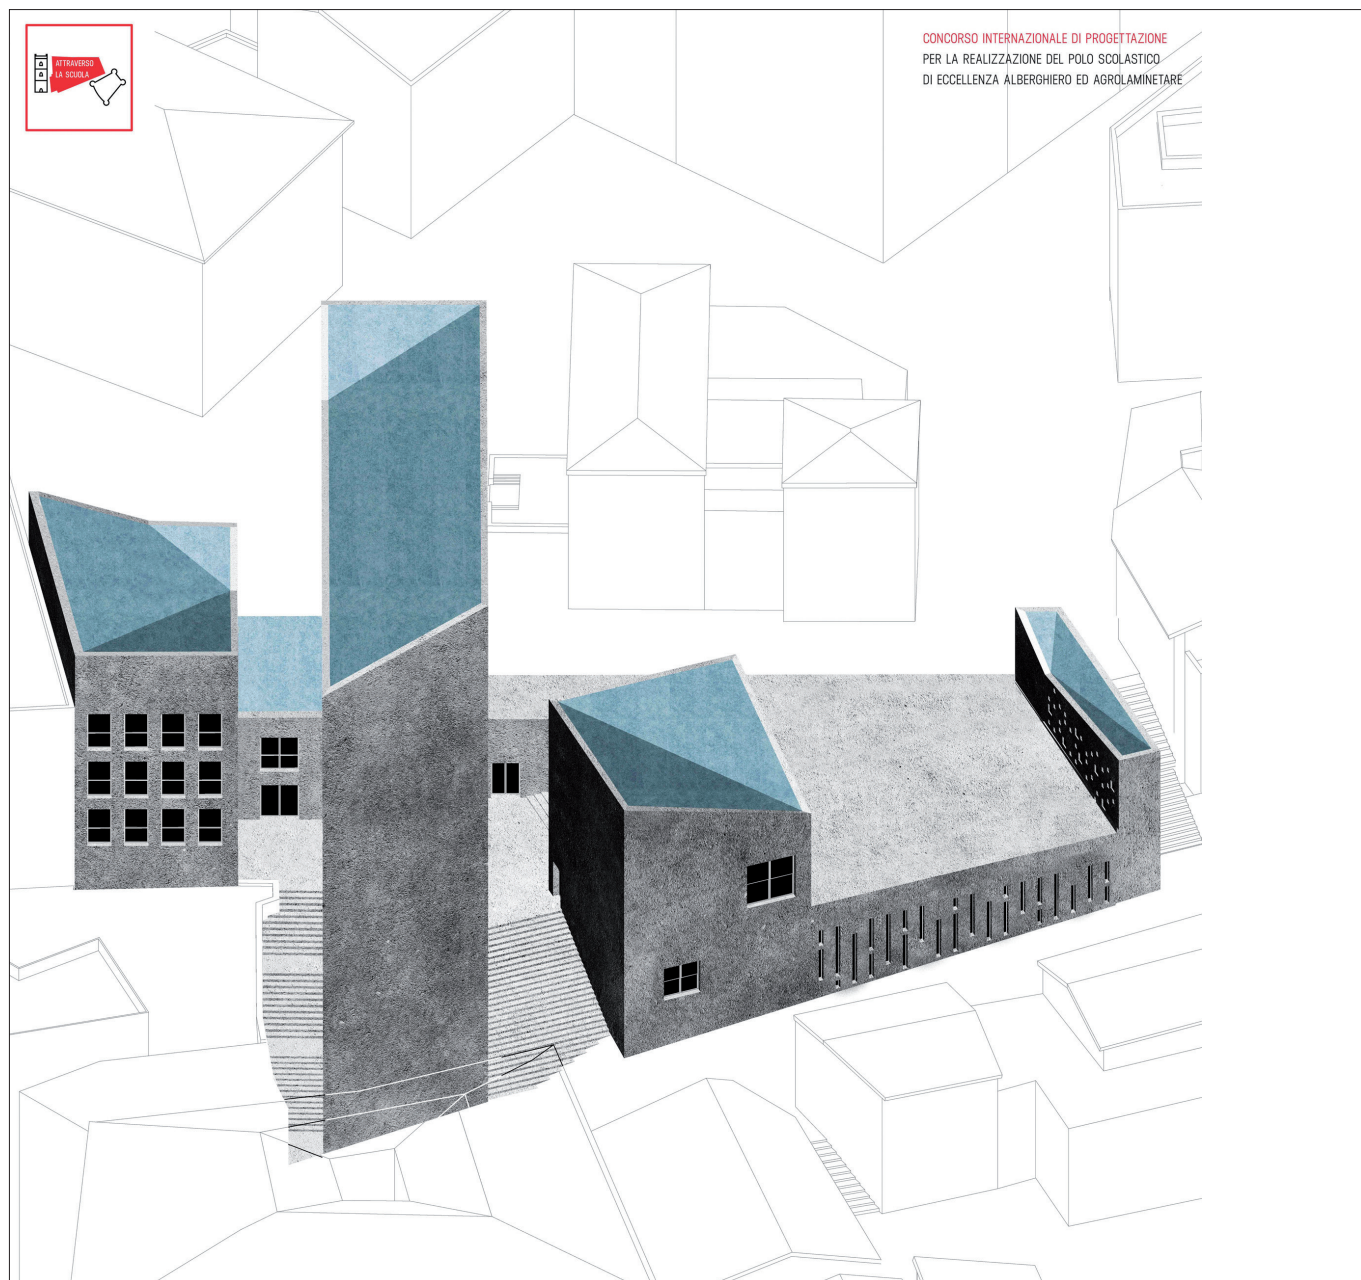 ATTRAVERSO
LA SCUOLA
CONCORSO INTERNAZIONALE DI PROGETTAZIONE
PER LA REALIZZAZIONE DEL POLO SCOLASTICO
DI ECCELLENZA ALBERGHIERO ED AGROLAMINETARE